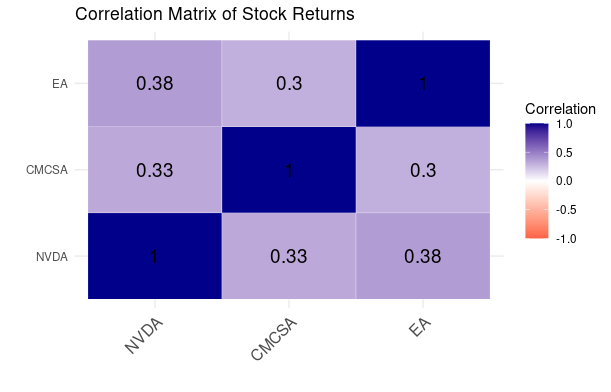 Correlation Matrix of Stock Returns
EA
0.38
0.3
1
CMCSA
0.33
1
0.3
NVDA
1
0.33
0.38
NVDA
CMCSA
EA
Correlation
1.0
0.5
0.0
-0.5
-1.0